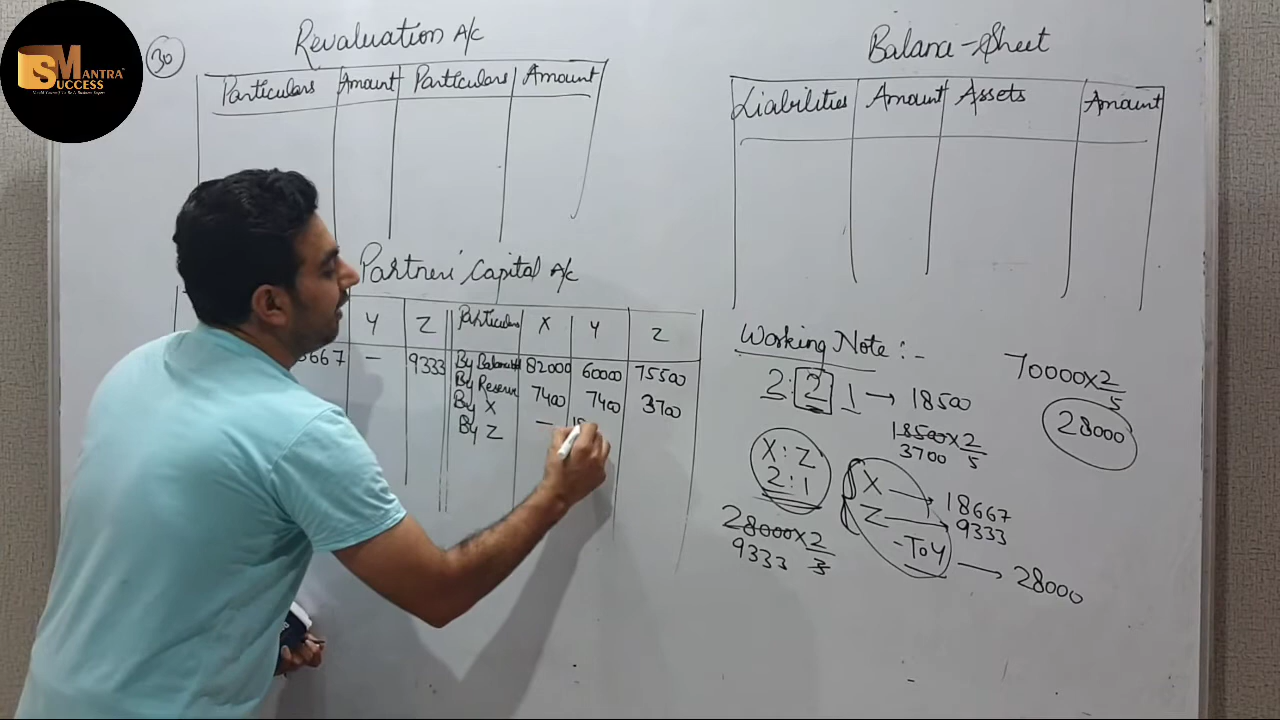 MANTRA
SUCCESS
30
Revaluation A/c
Particulars Amount Particulars Amount
Balance-Sheet
Liabilities Amount Assets Amount
Partners' Capital A/c
Y Z Particulars X Y Z
8667 — 9333 By Balance 82000 60000 75500
By Reserve 7400 7400 3700
By X —
By Z
Working Note :-
2:2 1 → 18500
18500×2/5
3700
70000×2/5
28000
X:Z
2:1
28000×2/3
9333
X → 18667
Z 9333
-To Y → 28000